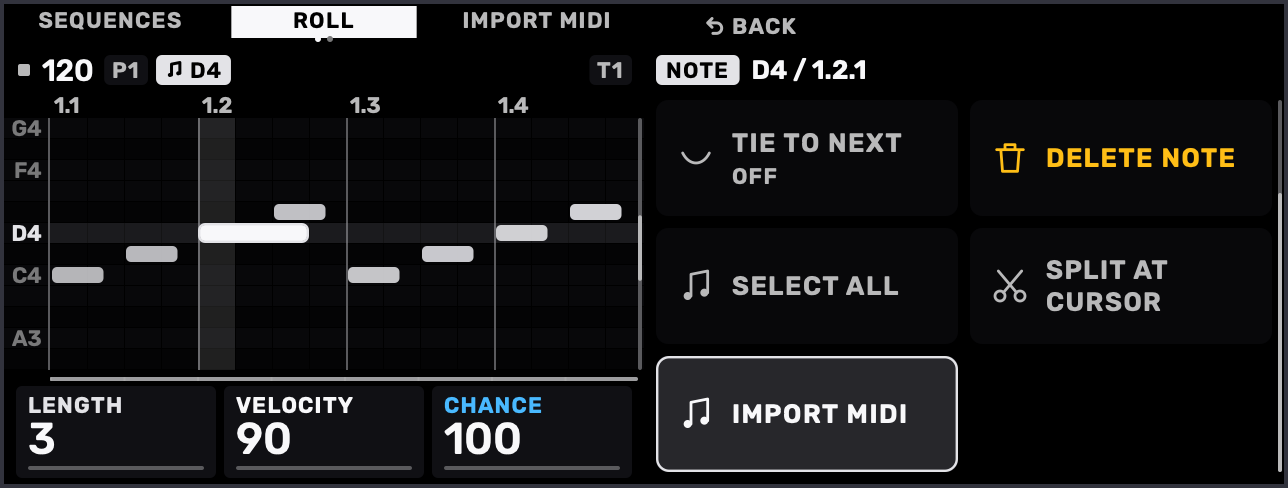 SEQUENCES ROLL IMPORT MIDI BACK
120 P1 D4 T1 NOTE D4 / 1.2.1
1.1 1.2 1.3 1.4
G4
F4
D4
C4
A3
LENGTH
3
VELOCITY
90
CHANCE
100
TIE TO NEXT
OFF
DELETE NOTE
SELECT ALL
SPLIT AT
CURSOR
IMPORT MIDI